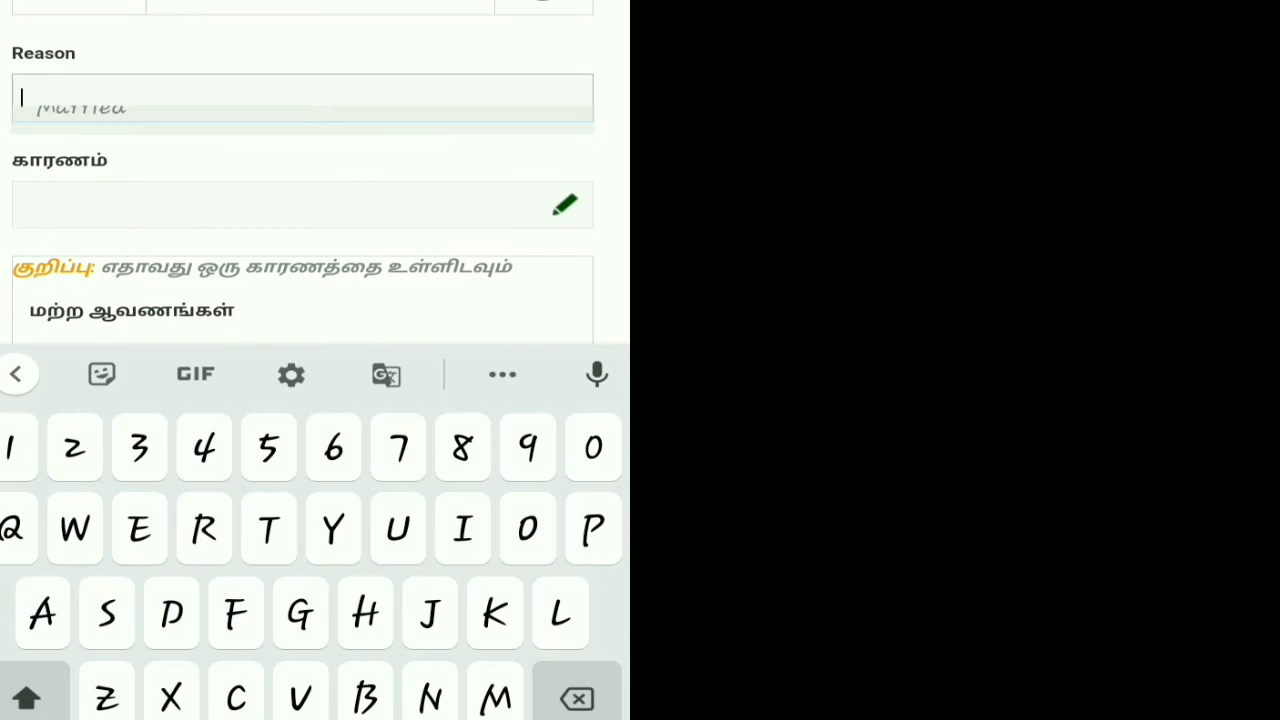 Reason
Married
காரணம்
குறிப்பு: எதாவது ஒரு காரணத்தை உள்ளிடவும்
மற்ற ஆவணங்கள்
GIF
1 2 3 4 5 6 7 8 9 0
Q W E R T Y U I O P
A S D F G H J K L
Z X C V B N M